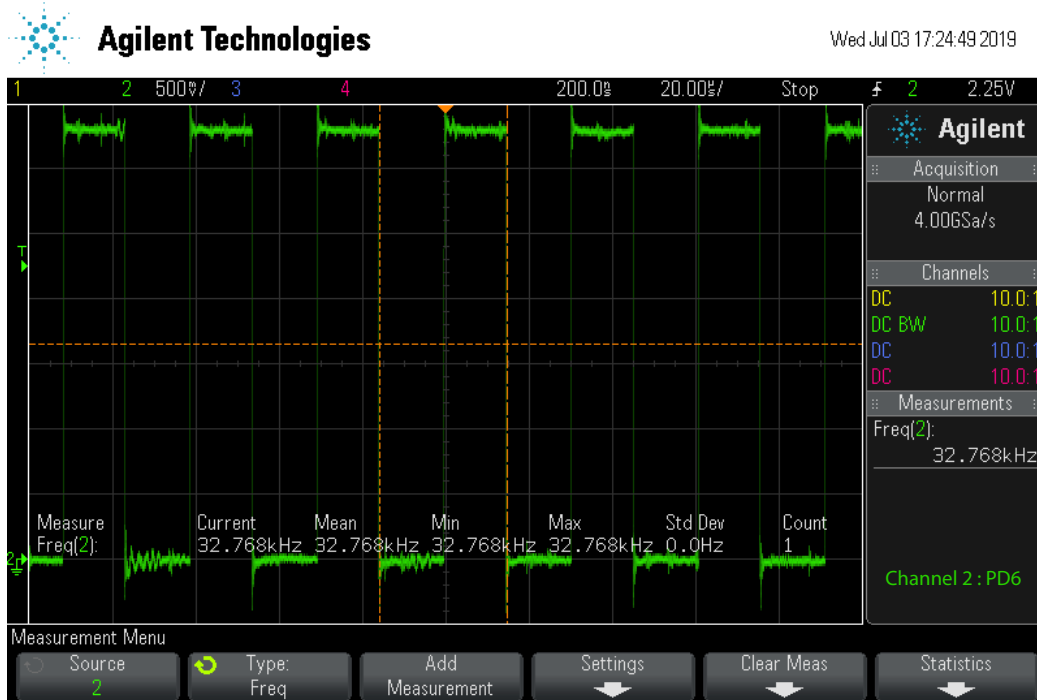 Agilent Technologies
Wed Jul 03 17:24:49 2019
1 2 500V/ 3 4 200.0s 20.00s/ Stop 2 2.25V
Agilent
Acquisition
Normal
4.00GSa/s
T
Channels
DC 10.0:1
DC BW 10.0:1
DC 10.0:1
DC 10.0:1
Measurements
Freq(2):
32.768kHz
Measure Current Mean Min Max Std Dev Count
Freq(2): 32.768kHz 32.768kHz 32.768kHz 32.768kHz 0.0Hz 1
2
Channel 2 : PD6
Measurement Menu
Source Type: Add Settings Clear Meas Statistics
2 Freq Measurement